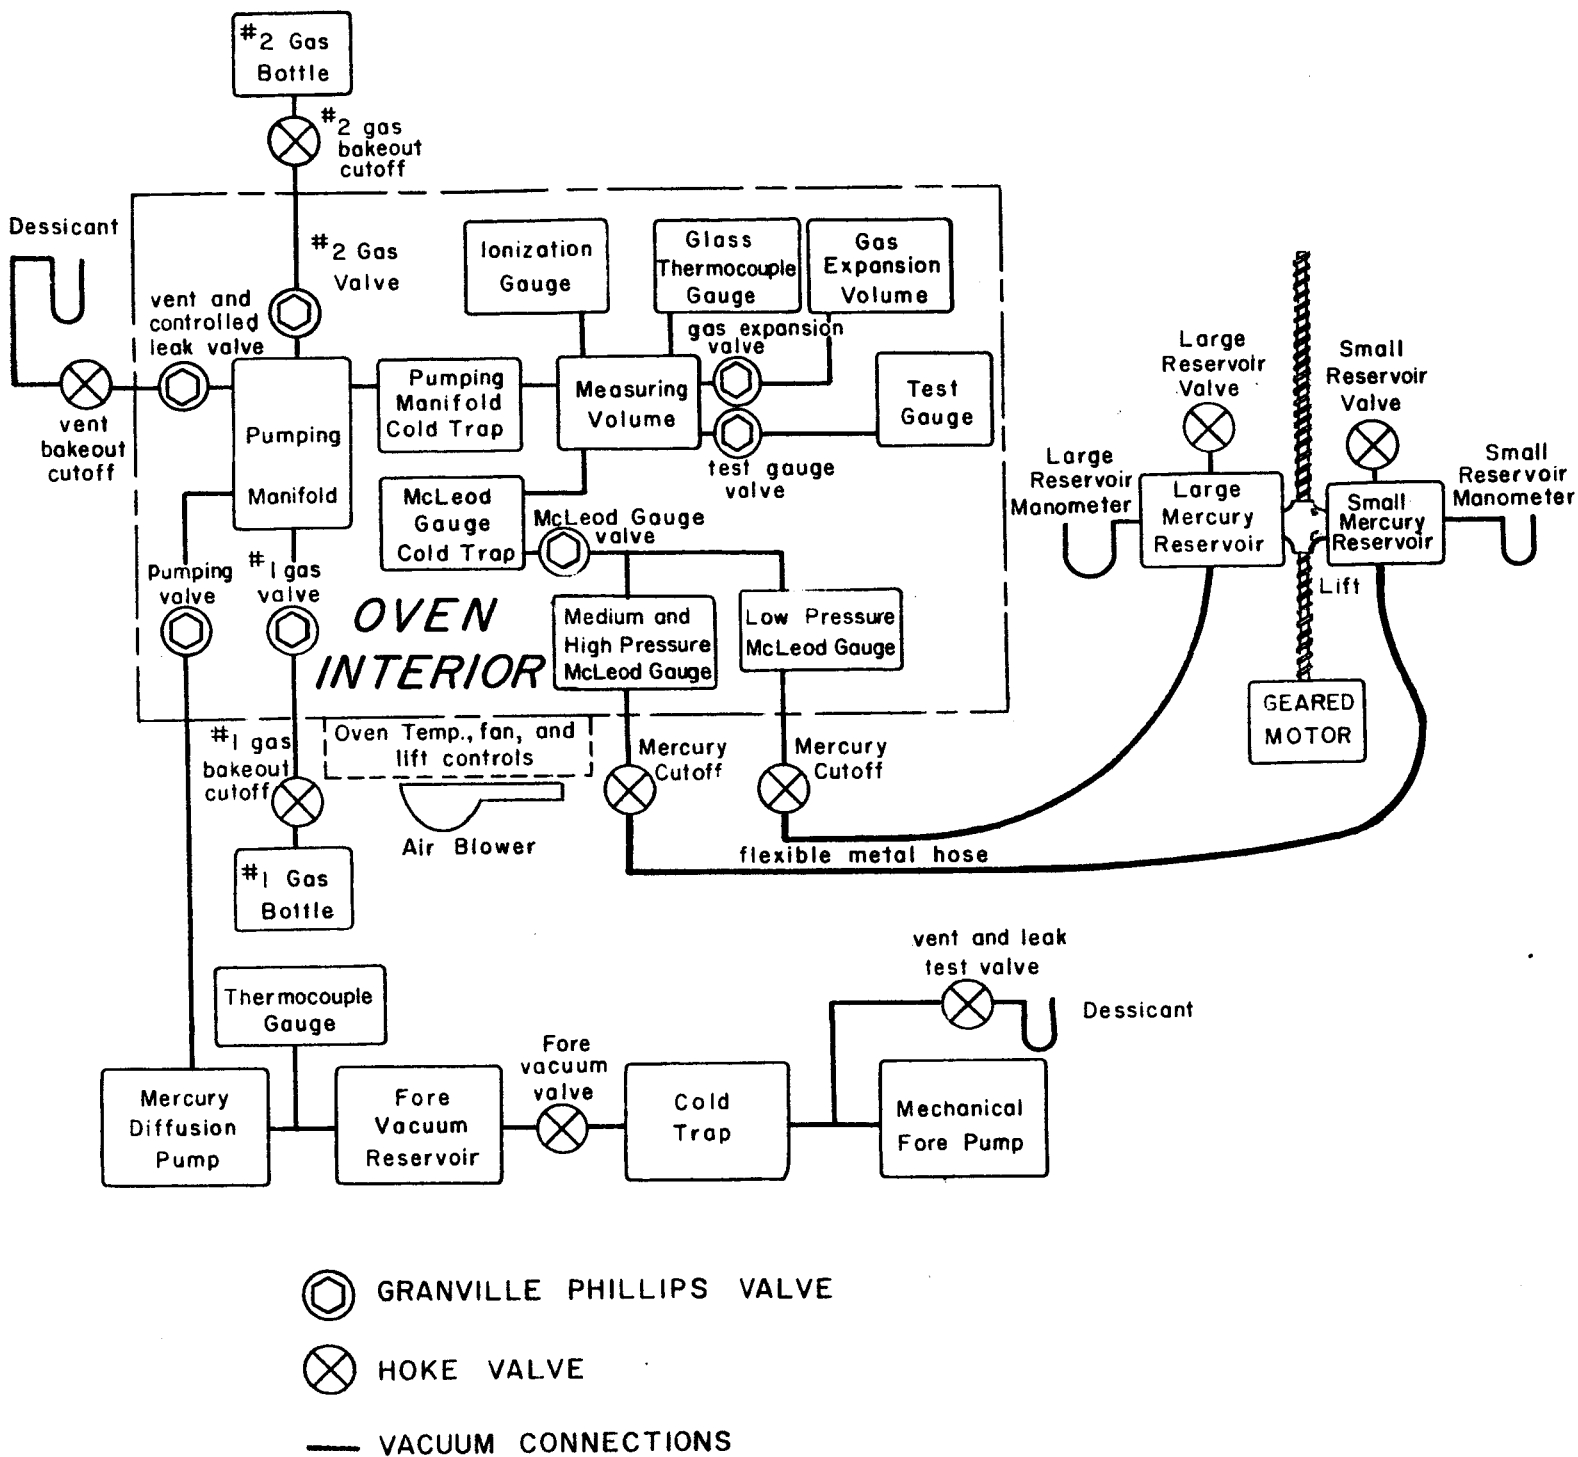 #2 Gas
Bottle
#2 gas
bakeout
cutoff
Dessicant
#2 Gas
Valve
vent and
controlled
leak valve
vent
bakeout
cutoff
Ionization
Gauge
Glass
Thermocouple
Gauge
Gas
Expansion
Volume
gas expansion
valve
Pumping
Manifold
Pumping
Manifold
Cold Trap
Measuring
Volume
Test
Gauge
test gauge
valve
McLeod
Gauge
Cold Trap
McLeod Gauge
valve
Pumping
valve
#1 gas
valve
OVEN
INTERIOR
Medium and
High Pressure
McLeod Gauge
Low Pressure
McLeod Gauge
Large
Reservoir
Valve
Small
Reservoir
Valve
Large
Reservoir
Manometer
Large
Mercury
Reservoir
Small
Mercury
Reservoir
Small
Reservoir
Manometer
Lift
GEARED
MOTOR
#1 gas
bakeout
cutoff
Oven Temp., fan, and
lift controls
Mercury
Cutoff
Mercury
Cutoff
Air Blower
flexible metal hose
#1 Gas
Bottle
vent and leak
test valve
Dessicant
Thermocouple
Gauge
Fore
vacuum
valve
Mercury
Diffusion
Pump
Fore
Vacuum
Reservoir
Cold
Trap
Mechanical
Fore Pump
GRANVILLE PHILLIPS VALVE
HOKE VALVE
VACUUM CONNECTIONS